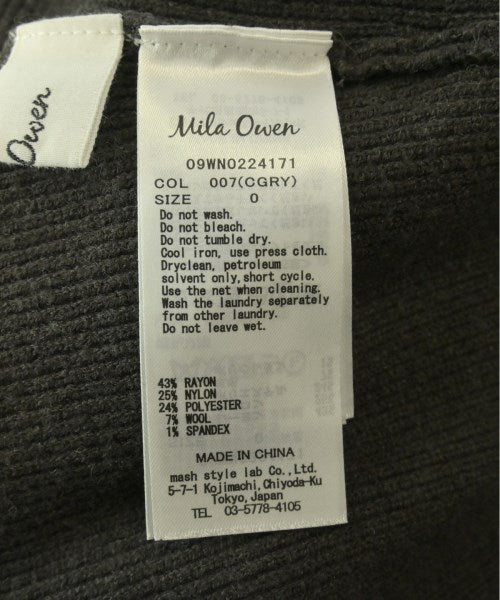 Owen
Mila Owen
09WN0224171
COL 007(CGRY)
SIZE 0
Do not wash.
Do not bleach.
Do not tumble dry.
Cool iron, use press cloth.
Dryclean, petroleum
solvent only,short cycle.
Use the net when cleaning.
Wash the laundry separately
from other laundry.
Do not leave wet.
43% RAYON
25% NYLON
24% POLYESTER
7% WOOL
1% SPANDEX
MADE IN CHINA
mash style lab Co.,Ltd.
5-7-1 Kojimachi,Chiyoda-Ku
Tokyo,Japan
TEL 03-5778-4105